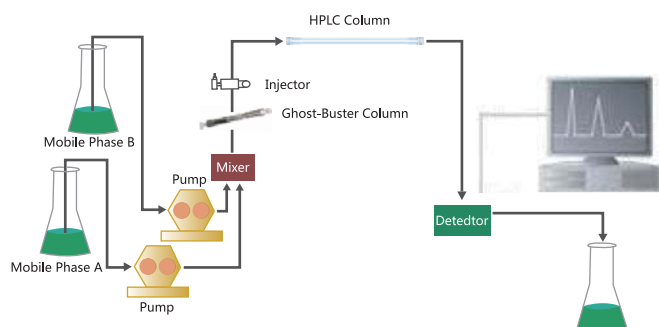 HPLC Column
Injector
Ghost-Buster Column
Mobile Phase B
Mixer
Pump
Detedtor
Mobile Phase A
Pump